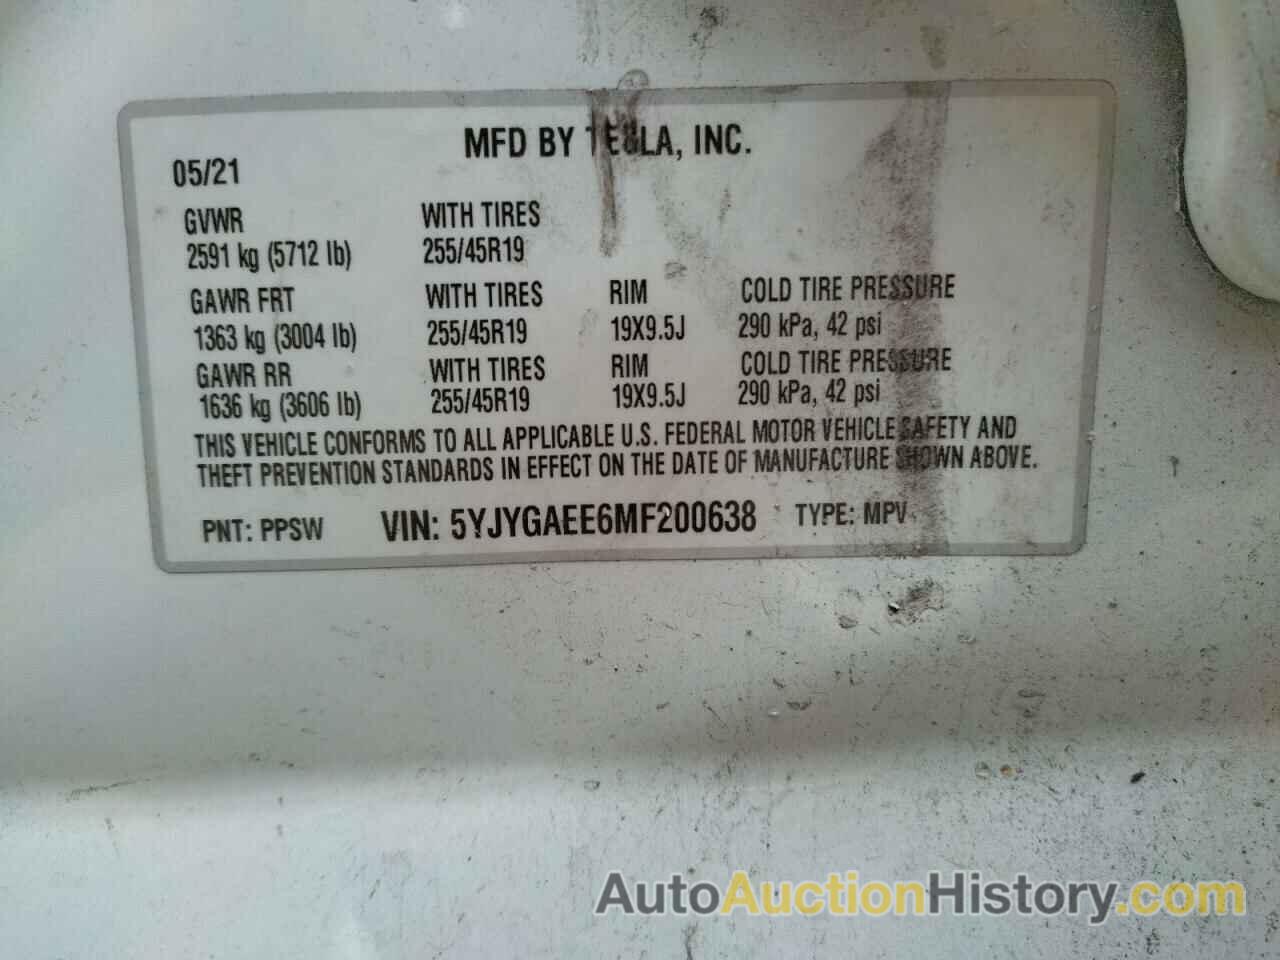 MFD BY TESLA, INC.
05/21
GVWR WITH TIRES
2591 kg (5712 lb) 255/45R19
GAWR FRT WITH TIRES RIM COLD TIRE PRESSURE
1363 kg (3004 lb) 255/45R19 19X9.5J 290 kPa, 42 psi
GAWR RR WITH TIRES RIM COLD TIRE PRESSURE
1636 kg (3606 lb) 255/45R19 19X9.5J 290 kPa, 42 psi
THIS VEHICLE CONFORMS TO ALL APPLICABLE U.S. FEDERAL MOTOR VEHICLE SAFETY AND
THEFT PREVENTION STANDARDS IN EFFECT ON THE DATE OF MANUFACTURE SHOWN ABOVE.
PNT: PPSW VIN: 5YJYGAEE6MF200638 TYPE: MPV
AutoAuctionHistory.com